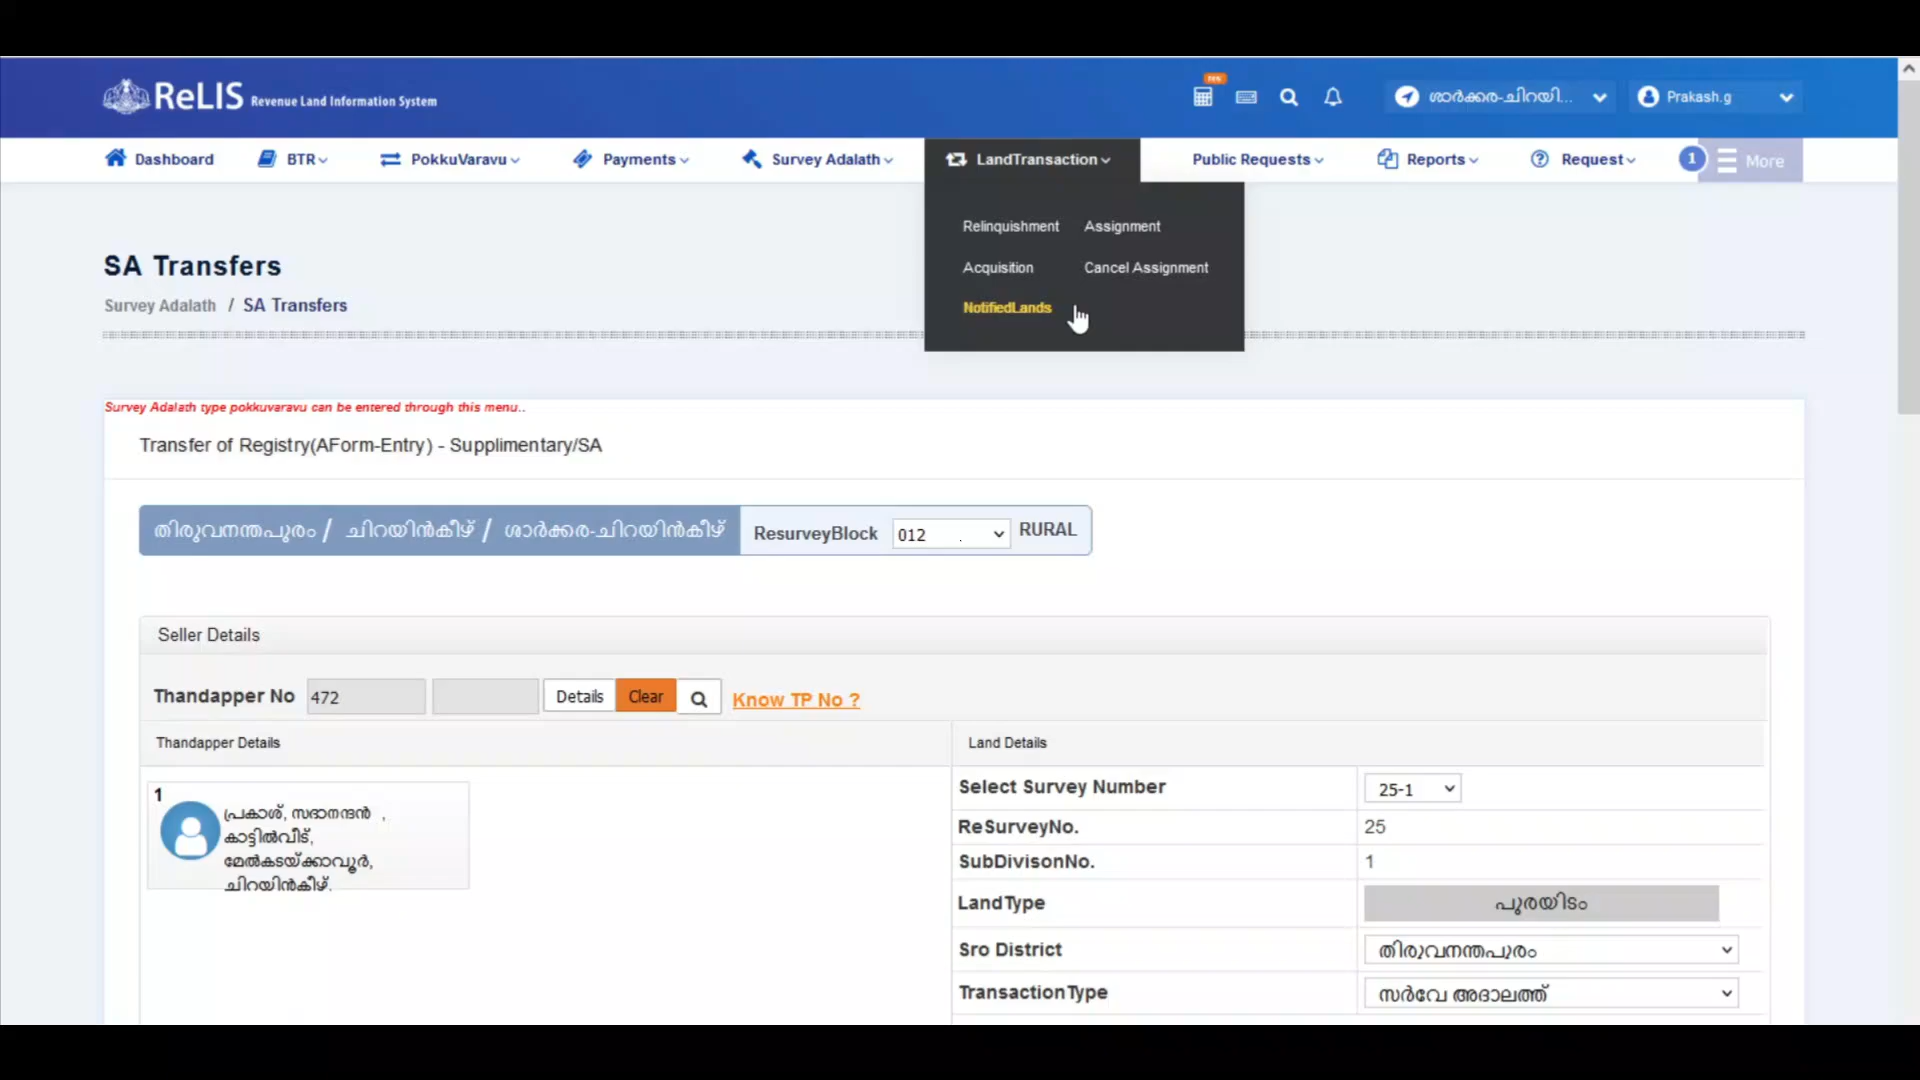 ReLIS Revenue Land Information System
ശാർക്കര-ചിറയി... Prakash.g
Dashboard BTR PokkuVaravu Payments Survey Adalath LandTransaction Public Requests Reports Request 1 More
Relinquishment Assignment
Acquisition Cancel Assignment
NotifiedLands
SA Transfers
Survey Adalath / SA Transfers
Survey Adalath type pokkuvaravu can be entered through this menu..
Transfer of Registry(AForm-Entry) - Supplimentary/SA
തിരുവനന്തപുരം / ചിറയിൻകീഴ് / ശാർക്കര-ചിറയിൻകീഴ് ResurveyBlock 012 RURAL
Seller Details
Thandapper No 472 Details Clear Know TP No ?
Thandapper Details
Land Details
1
പ്രകാശ്, സദാനന്ദൻ ,
കാട്ടിൽവീട്,
മേൽകടയ്ക്കാവൂർ,
ചിറയിൻകീഴ്.
Select Survey Number 25-1
ReSurveyNo. 25
SubDivisonNo. 1
LandType പുരയിടം
Sro District തിരുവനന്തപുരം
TransactionType സർവേ അദാലത്ത്